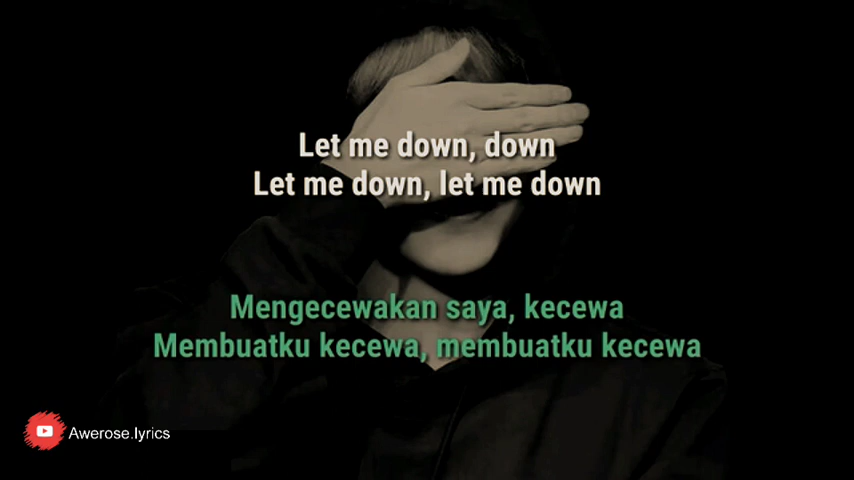 Let me down, down
Let me down, let me down
Mengecewakan saya, kecewa
Membuatku kecewa, membuatku kecewa
Awerose.lyrics